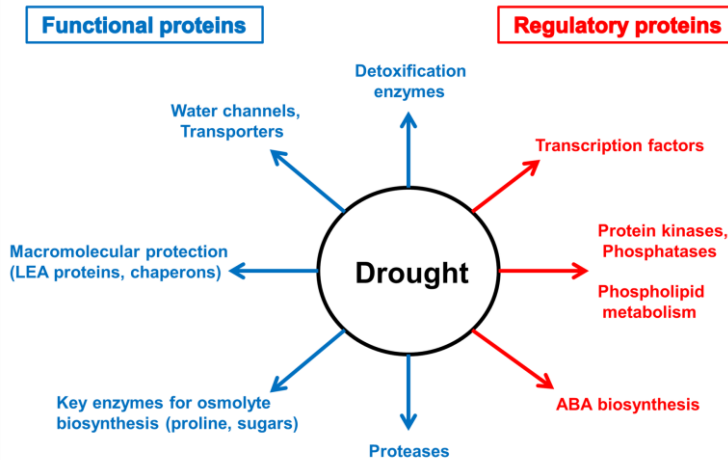 Functional proteins
Regulatory proteins
Detoxification
enzymes
Water channels,
Transporters
Transcription factors
Macromolecular protection
(LEA proteins, chaperons)
Drought
Protein kinases,
Phosphatases
Phospholipid
metabolism
Key enzymes for osmolyte
biosynthesis (proline, sugars)
ABA biosynthesis
Proteases